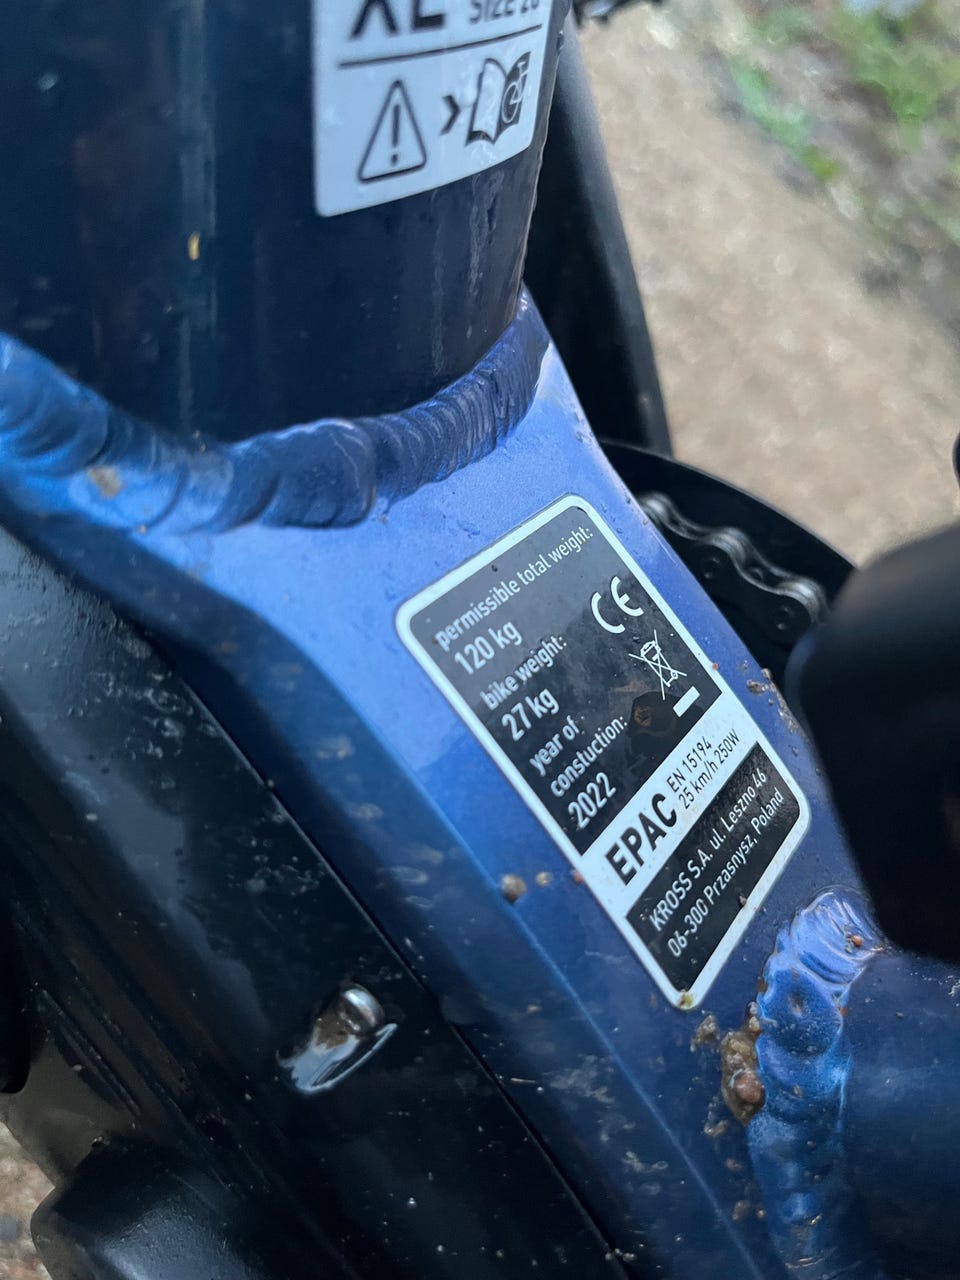 XL SIZE
permissible total weight:
120 kg
bike weight:
27 kg
year of
constuction:
2022
CE
EPAC EN 15194
25 km/h 250W
KROSS S.A. ul. Leszno 46
06-300 Przasnysz, Poland